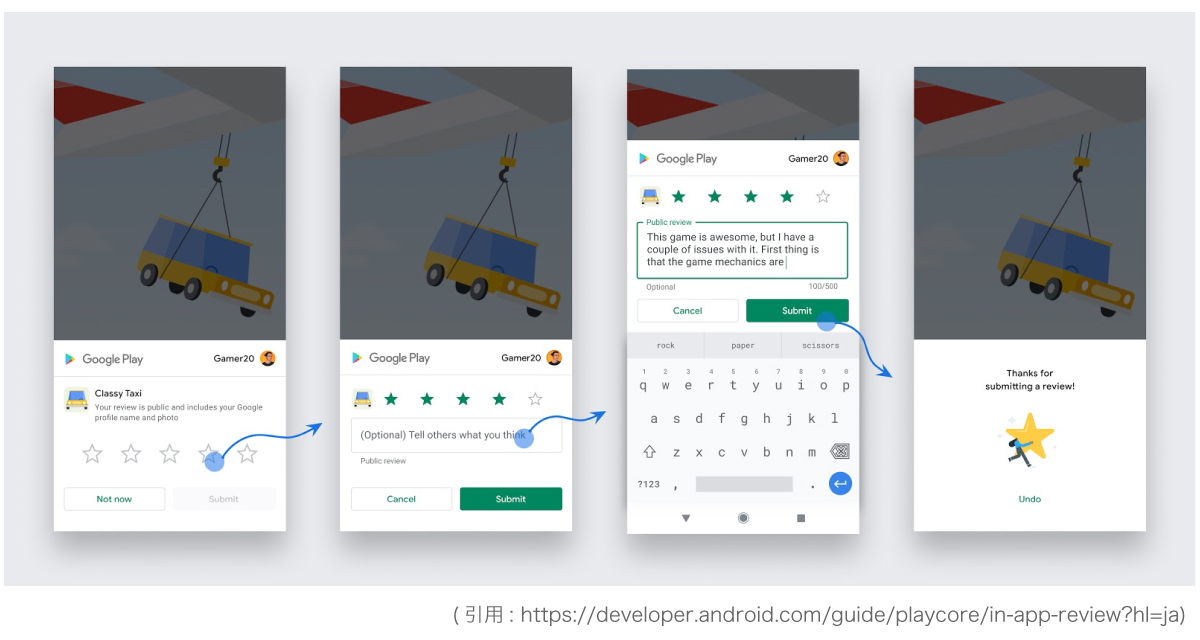 Google Play
Gamer20
Classy Taxi
Your review is public and includes your Google
profile name and photo
Not now
Submit
Google Play
Gamer20
(Optional) Tell others what you think
Public review
Cancel
Submit
Google Play
Gamer20
Public review
This game is awesome, but I have a
couple of issues with it. First thing is
that the game mechanics are
Optional
100/500
Cancel
Submit
rock paper scissors
1 2 3 4 5 6 7 8 9 0
q w e r t y u i o p
a s d f g h j k l
z x c v b n m
?123 , .
Thanks for
submitting a review!
Undo
( 引用 : https://developer.android.com/guide/playcore/in-app-review?hl=ja)